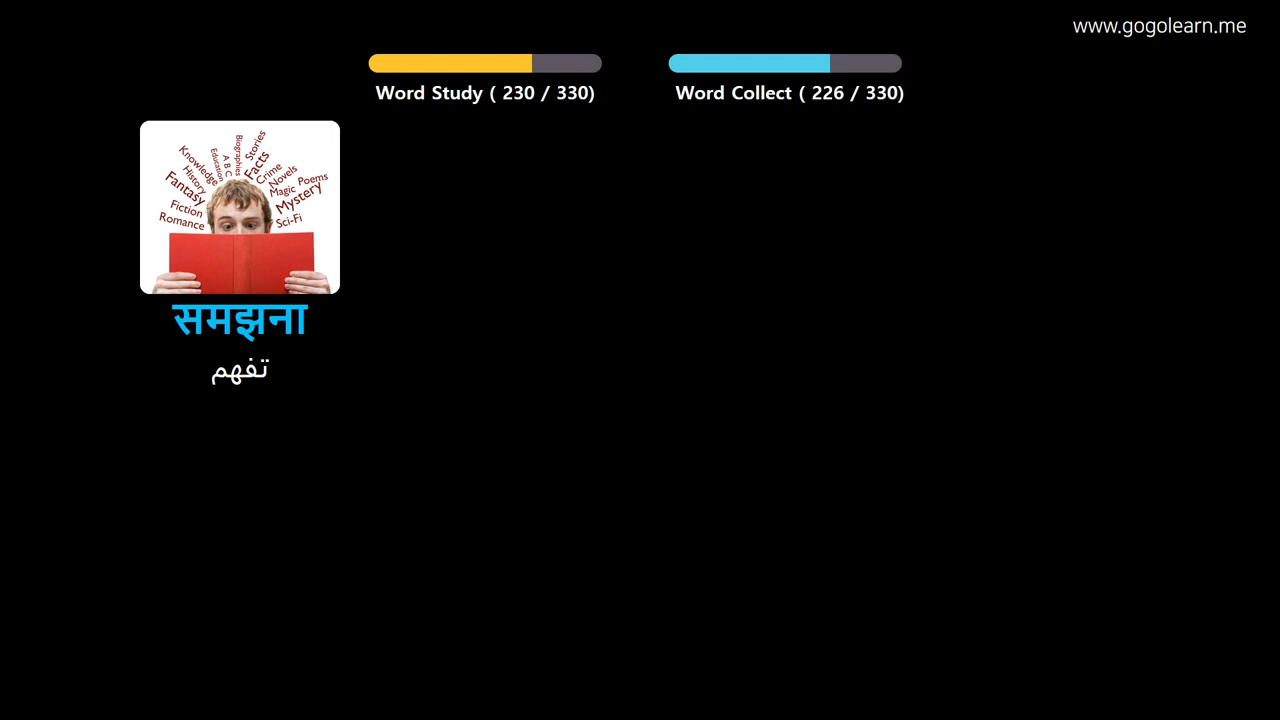 www.gogolearn.me
Word Study ( 230 / 330)
Word Collect ( 226 / 330)
Biographies
Stories
A B C
Facts
Education
Knowledge
Crime
History
Novels
Poems
Magic
Fantasy
Mystery
Fiction
Sci-Fi
Romance
समझना
تفهم